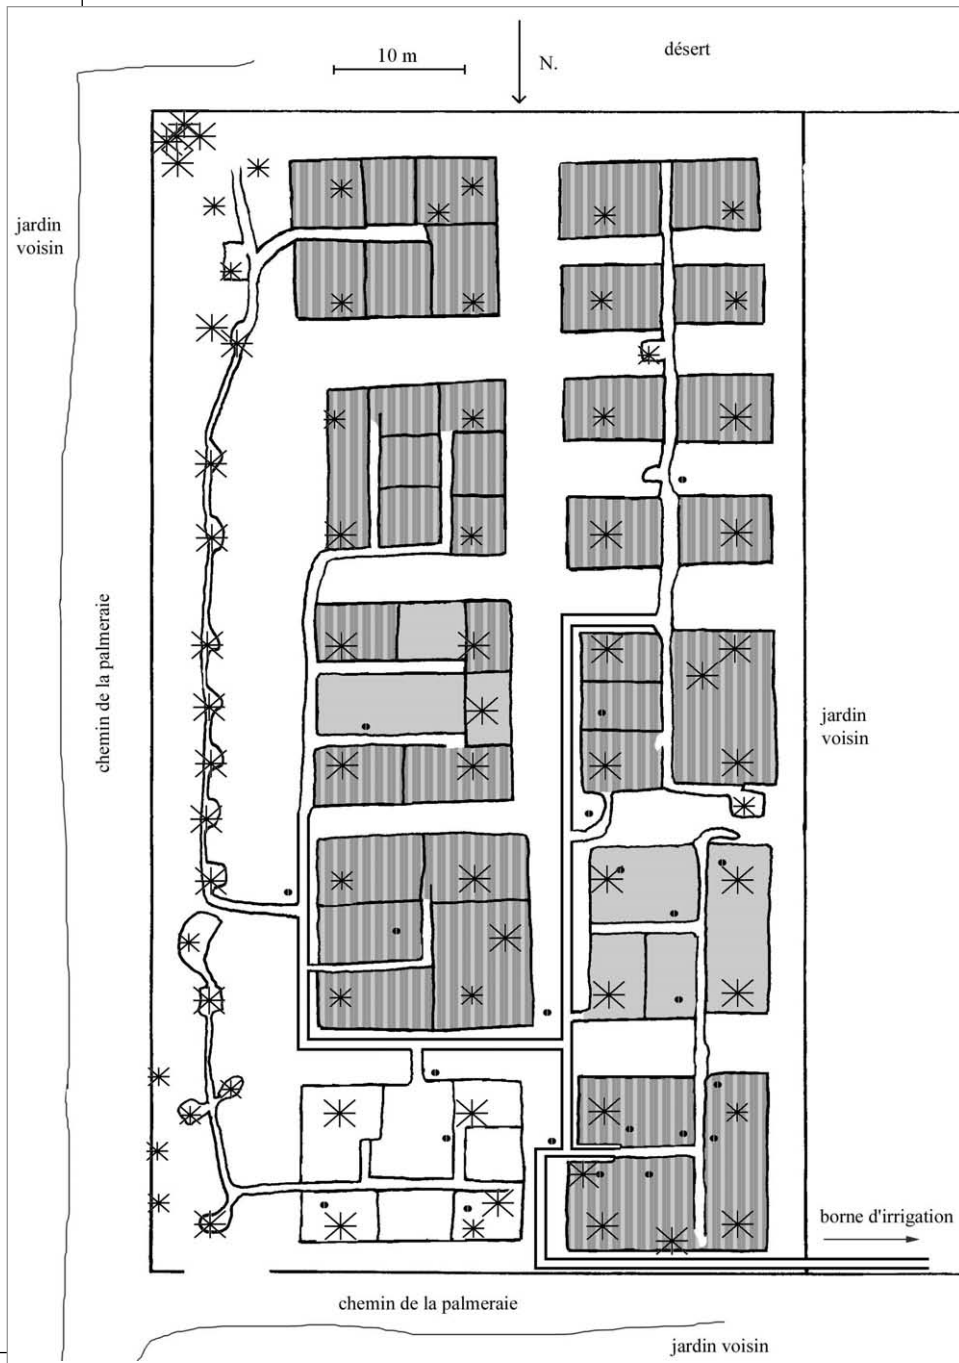 10 m
N.
désert
jardin
voisin
chemin de la palmeraie
jardin
voisin
borne d'irrigation
chemin de la palmeraie
jardin voisin